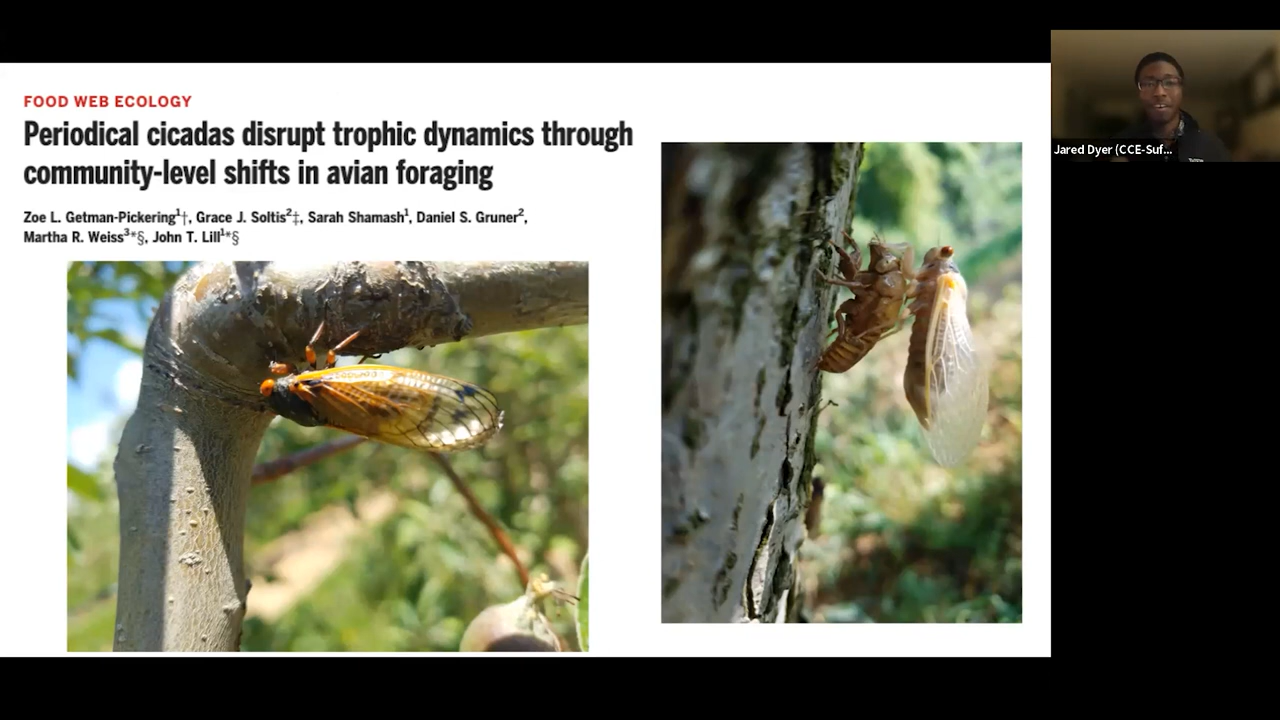 FOOD WEB ECOLOGY
Periodical cicadas disrupt trophic dynamics through
community-level shifts in avian foraging
Zoe L. Getman-Pickering¹†, Grace J. Soltis²‡, Sarah Shamash¹, Daniel S. Gruner²,
Martha R. Weiss³*§, John T. Lill¹*§
Jared Dyer (CCE-Suf...